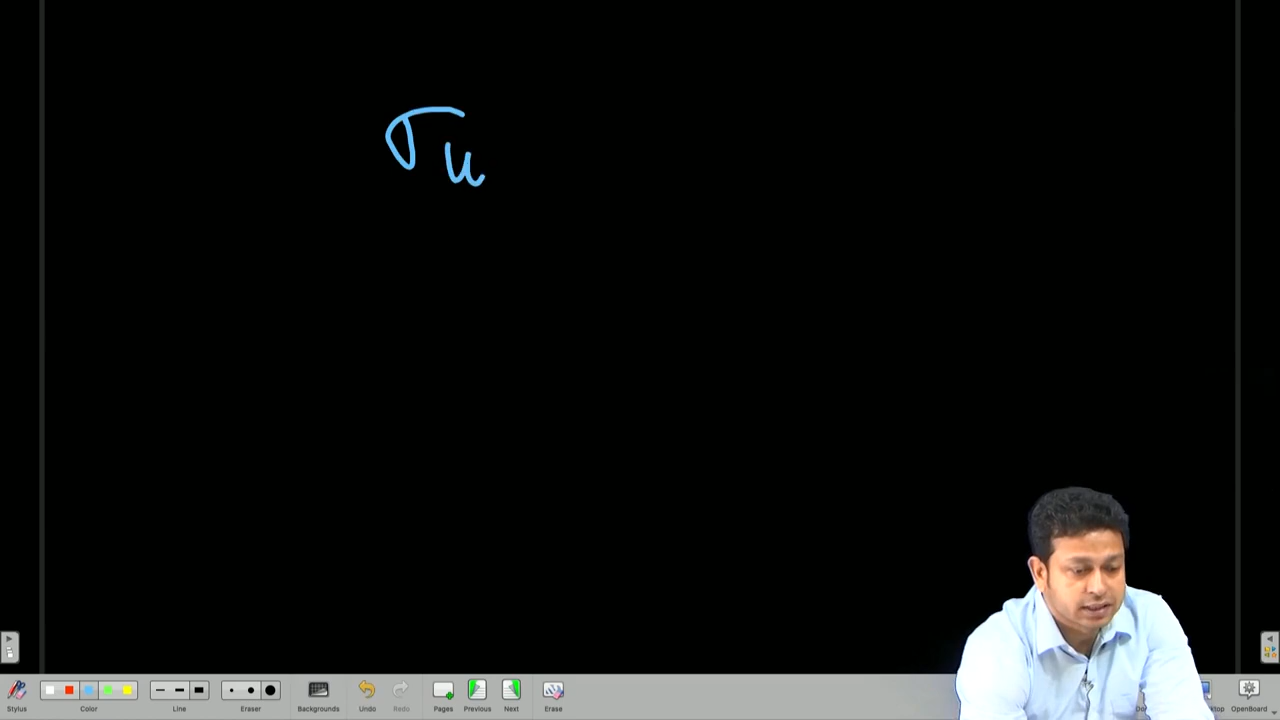 σu
Stylus
Color
Line
Eraser
Backgrounds
Undo
Redo
Pages
Previous
Next
Erase
OpenBoard